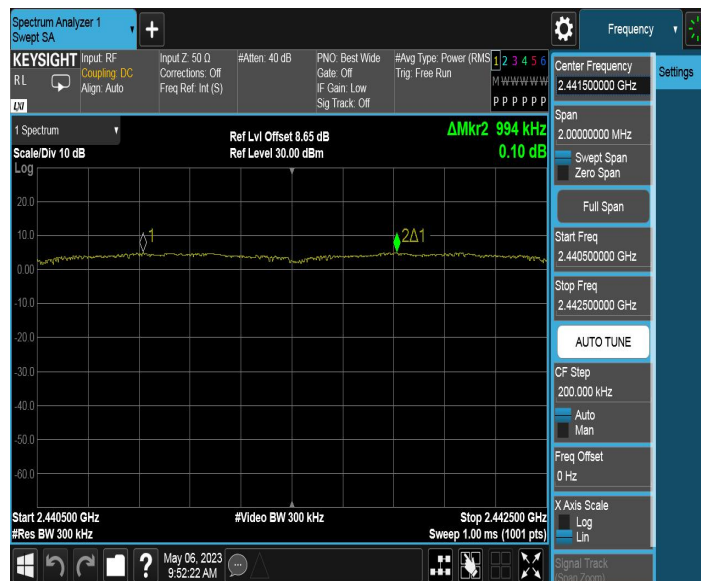 Spectrum Analyzer 1
Swept SA
+
Frequency
KEYSIGHT
RL
LXI
Input: RF
Coupling: DC
Align: Auto
Input Z: 50 Ω
Corrections: Off
Freq Ref: Int (S)
#Atten: 40 dB
PNO: Best Wide
Gate: Off
IF Gain: Low
Sig Track: Off
#Avg Type: Power (RMS
Trig: Free Run
1 2 3 4 5 6
M W W W W W
P P P P P P
Center Frequency
2.441500000 GHz
Settings
Span
2.00000000 MHz
Swept Span
Zero Span
Full Span
Start Freq
2.440500000 GHz
Stop Freq
2.442500000 GHz
AUTO TUNE
CF Step
200.000 kHz
Auto
Man
Freq Offset
0 Hz
X Axis Scale
Log
Lin
Signal Track
(Span Zoom)
1 Spectrum
Scale/Div 10 dB
Ref Lvl Offset 8.65 dB
Ref Level 30.00 dBm
ΔMkr2 994 kHz
0.10 dB
Log
20.0
10.0
0.00
-10.0
-20.0
-30.0
-40.0
-50.0
-60.0
1
2Δ1
Start 2.440500 GHz
#Res BW 300 kHz
#Video BW 300 kHz
Stop 2.442500 GHz
Sweep 1.00 ms (1001 pts)
?
May 06, 2023
9:52:22 AM